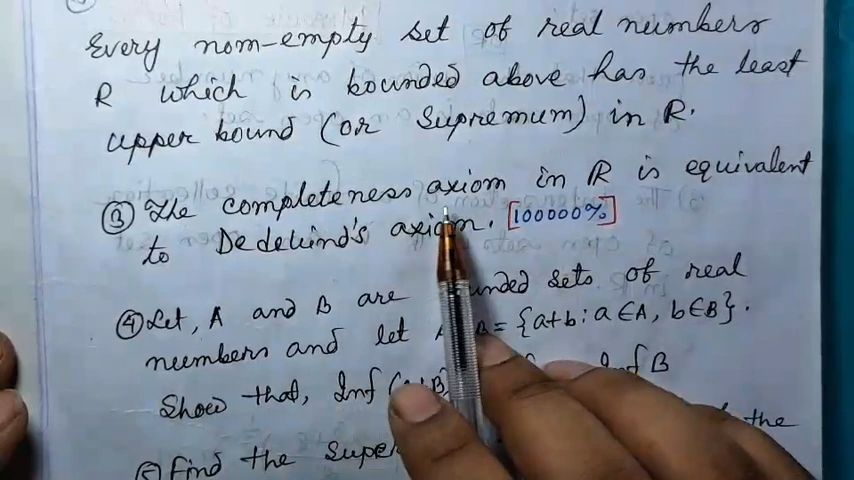 Every non-empty set of real numbers
R which is bounded above has the least
upper bound (or Supremum) in R.
③ The completeness axiom in R is equivalent
to Dedekind's axiom. [100000%]
④ Let, A and B are bounded sets of real
numbers and let A B = {a+b : a ∈ A, b ∈ B}.
Show that, Inf (A+B) Inf B
⑤ Find the Supre the